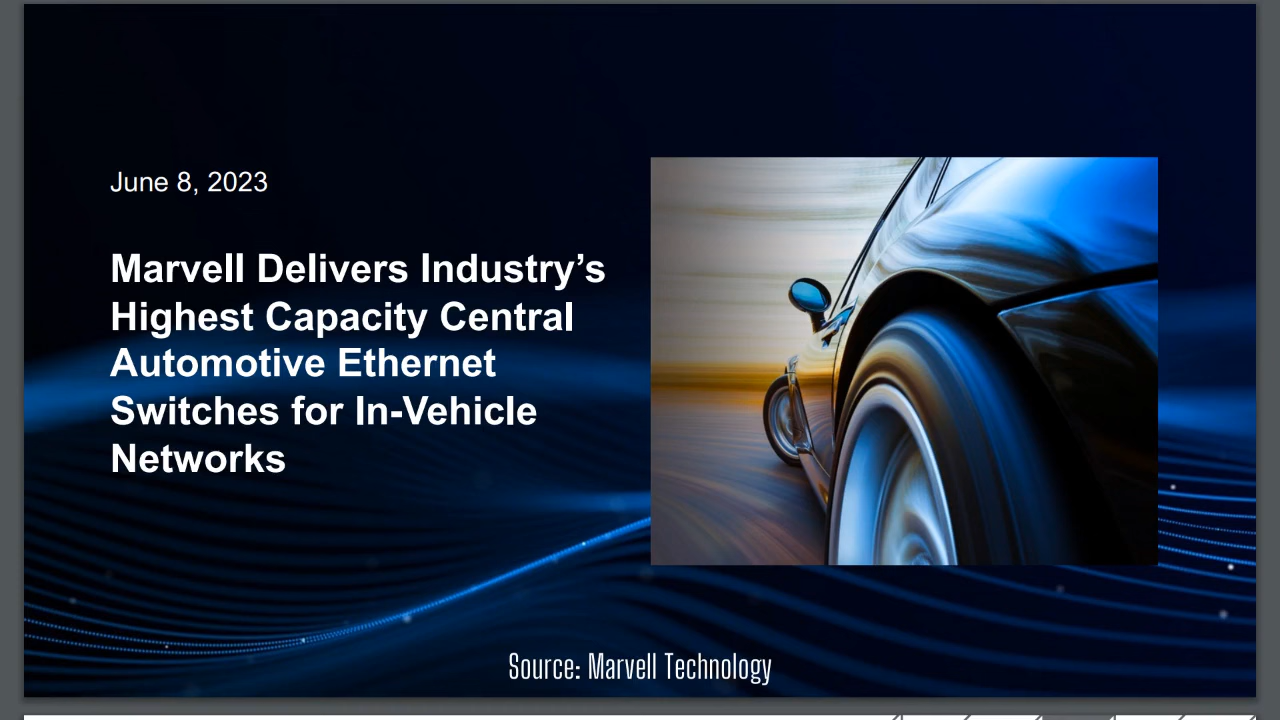 June 8, 2023
Marvell Delivers Industry’s
Highest Capacity Central
Automotive Ethernet
Switches for In-Vehicle
Networks
Source: Marvell Technology